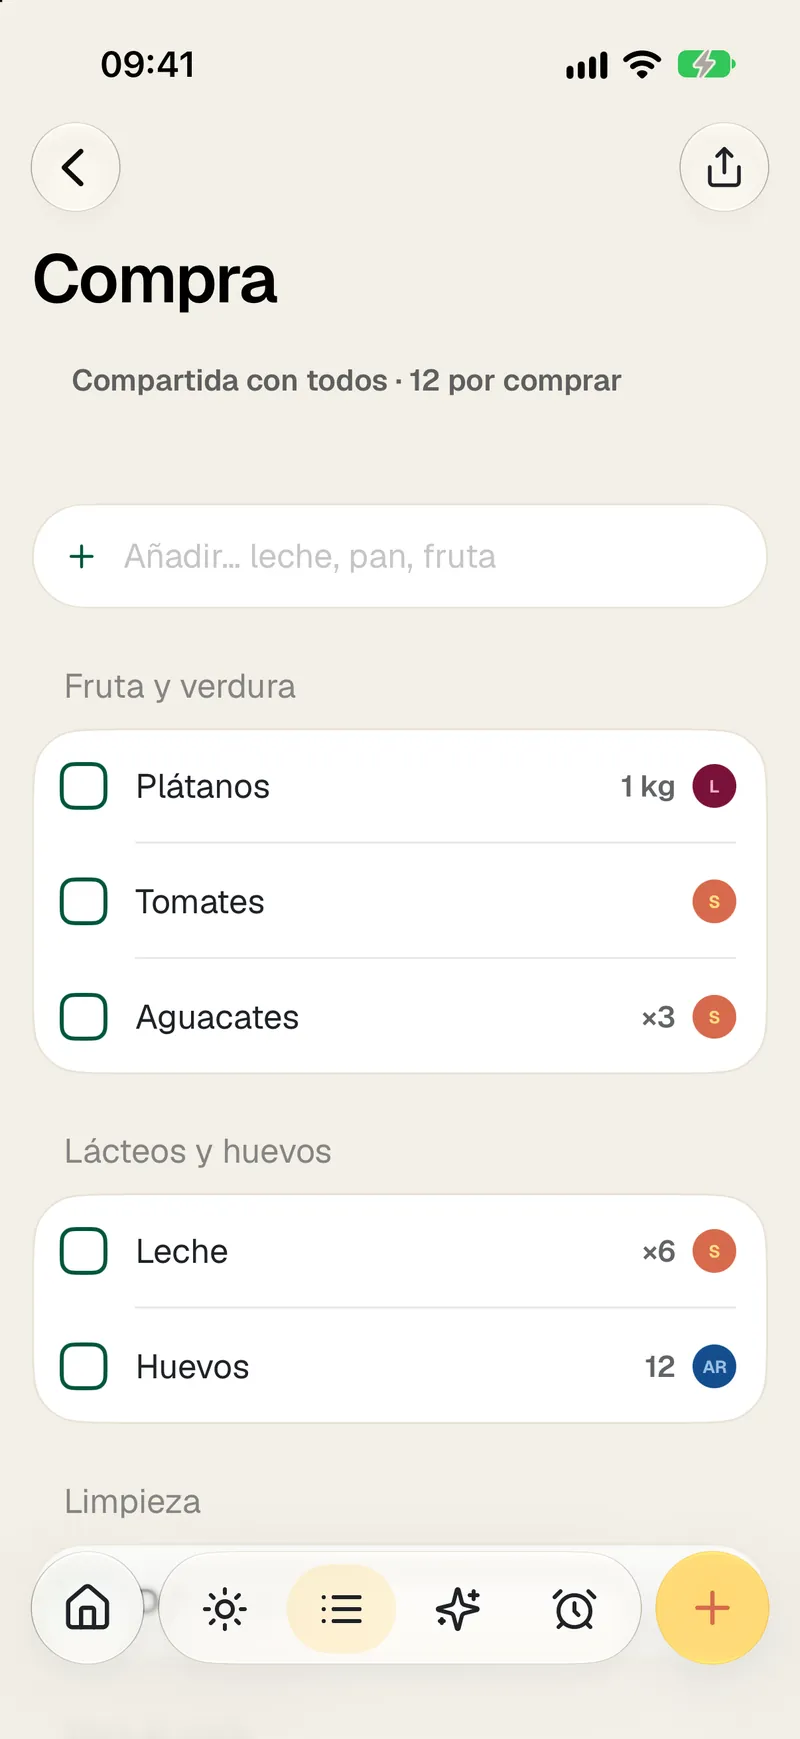 09:41
Compra
Compartida con todos · 12 por comprar
Añadir... leche, pan, fruta
Fruta y verdura
Plátanos 1 kg L
Tomates S
Aguacates ×3 S
Lácteos y huevos
Leche ×6 S
Huevos 12 AR
Limpieza